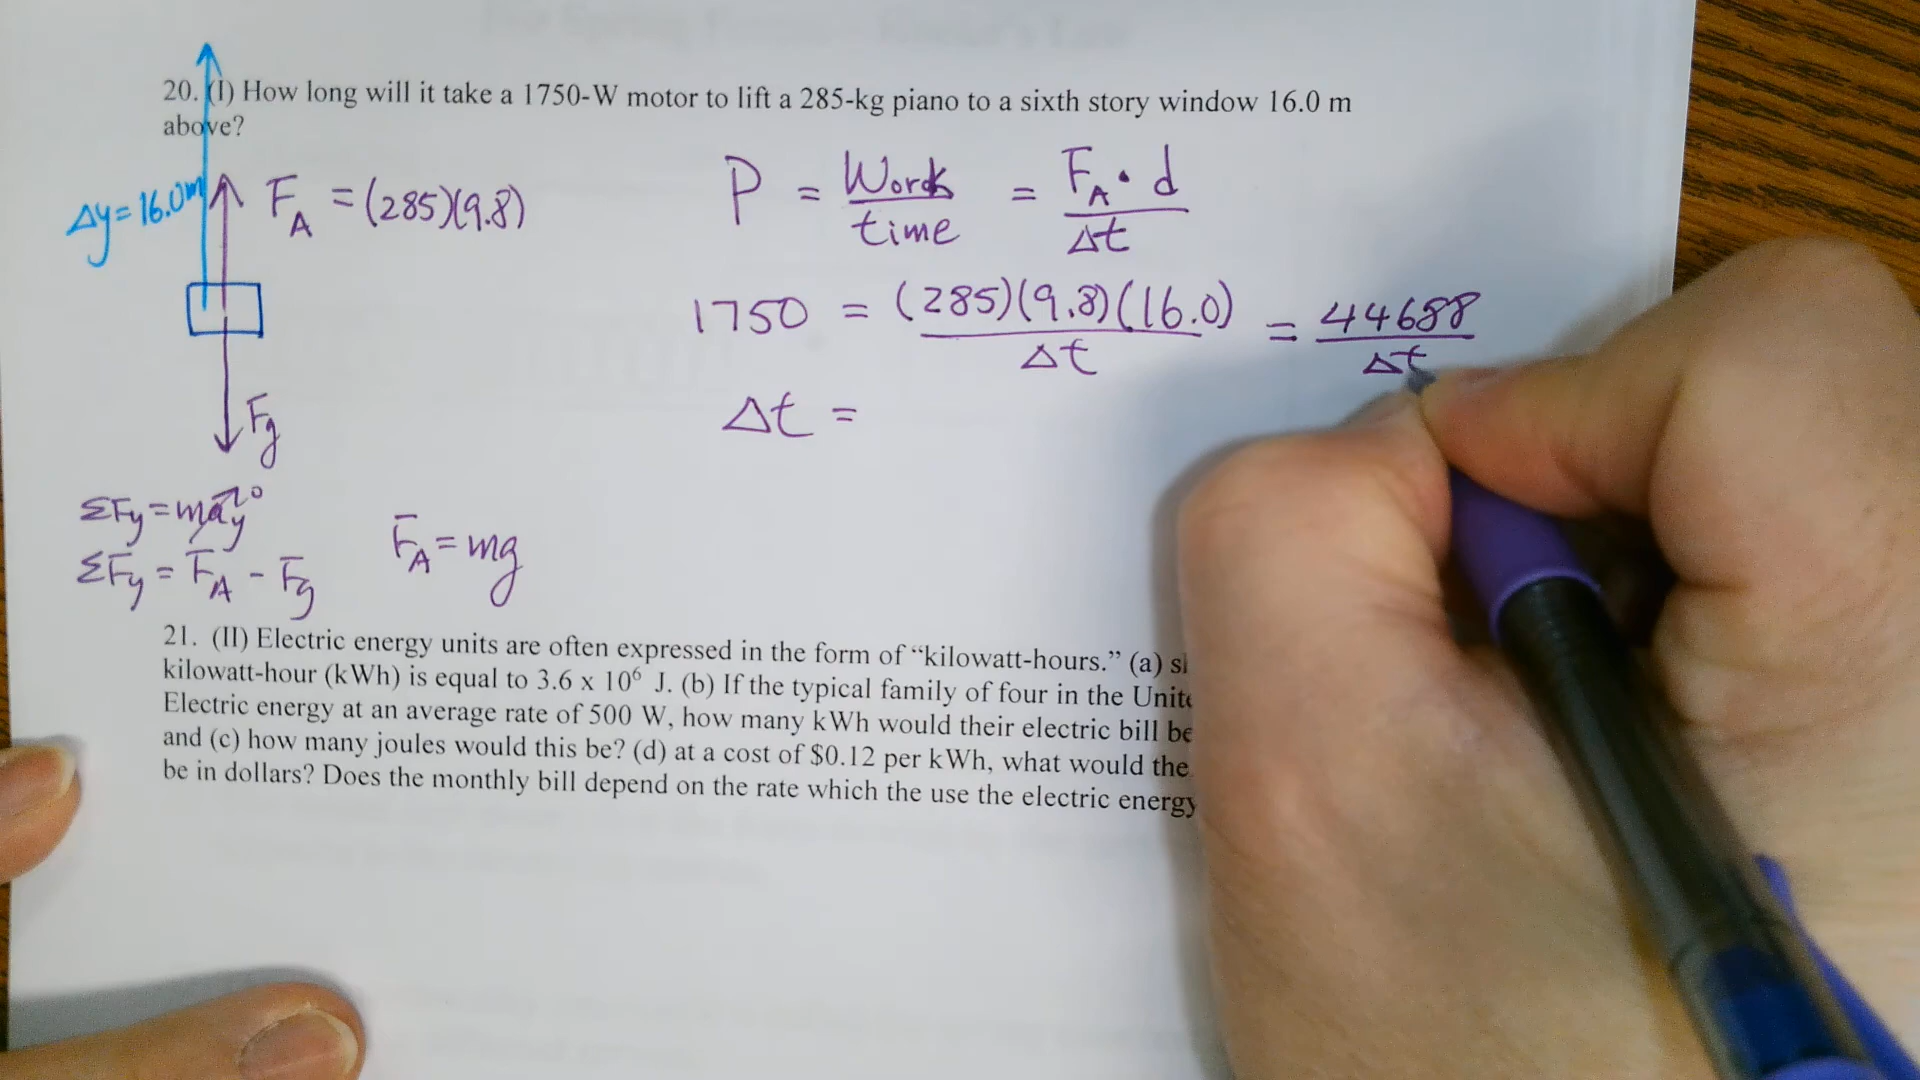 20. (I) How long will it take a 1750-W motor to lift a 285-kg piano to a sixth story window 16.0 m
above?
Δy=16.0m
F_A = (285)(9.8)
P = Work/time = F_A · d/Δt
1750 = (285)(9.8)(16.0)/Δt = 44688/Δt
Δt =
Fg
ΣFy = may⁰
ΣFy = F_A - Fg
F_A = mg
21. (II) Electric energy units are often expressed in the form of “kilowatt-hours.” (a)
kilowatt-hour (kWh) is equal to 3.6 x 10⁶ J. (b) If the typical family of four in the
Electric energy at an average rate of 500 W, how many kWh would their electric bill be
and (c) how many joules would this be? (d) at a cost of $0.12 per kWh, what would the
be in dollars? Does the monthly bill depend on the rate which the use the electric energy